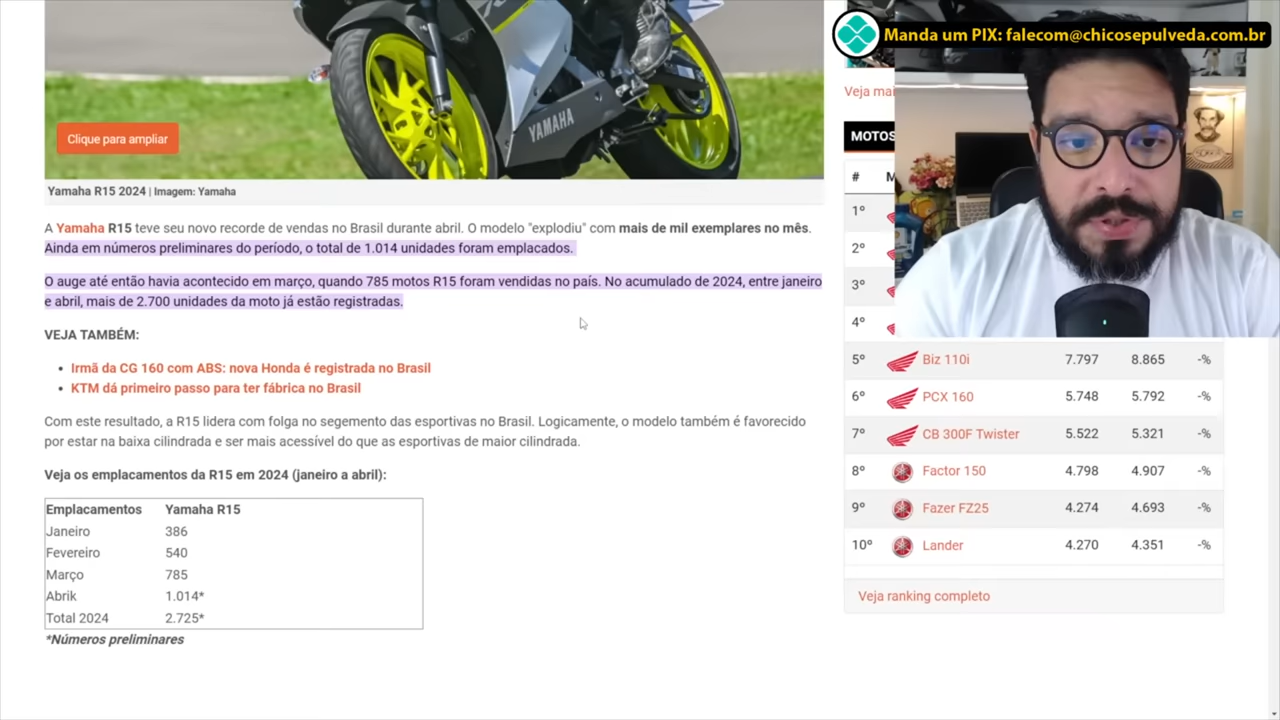 Manda um PIX: falecom@chicosepulveda.com.br
Clique para ampliar
YAMAHA
Yamaha R15 2024 | Imagem: Yamaha
A Yamaha R15 teve seu novo recorde de vendas no Brasil durante abril. O modelo "explodiu" com mais de mil exemplares no mês.
Ainda em números preliminares do período, o total de 1.014 unidades foram emplacados.
O auge até então havia acontecido em março, quando 785 motos R15 foram vendidas no país. No acumulado de 2024, entre janeiro
e abril, mais de 2.700 unidades da moto já estão registradas.
VEJA TAMBÉM:
• Irmã da CG 160 com ABS: nova Honda é registrada no Brasil
• KTM dá primeiro passo para ter fábrica no Brasil
Com este resultado, a R15 lidera com folga no segemento das esportivas no Brasil. Logicamente, o modelo também é favorecido
por estar na baixa cilindrada e ser mais acessível do que as esportivas de maior cilindrada.
Veja os emplacamentos da R15 em 2024 (janeiro a abril):
Emplacamentos Yamaha R15
Janeiro 386
Fevereiro 540
Março 785
Abrik 1.014*
Total 2024 2.725*
*Números preliminares
Veja mai
MOTOS
# M
1º
2º
3º
4º
5º Biz 110i 7.797 8.865 -%
6º PCX 160 5.748 5.792 -%
7º CB 300F Twister 5.522 5.321 -%
8º Factor 150 4.798 4.907 -%
9º Fazer FZ25 4.274 4.693 -%
10º Lander 4.270 4.351 -%
Veja ranking completo